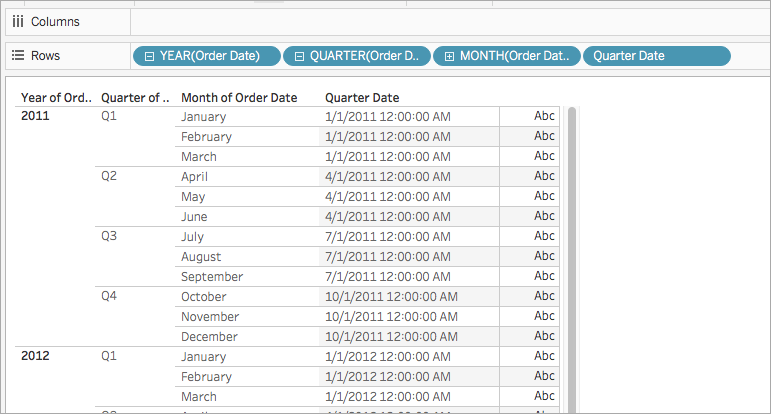 Columns
Rows YEAR(Order Date) QUARTER(Order D.. MONTH(Order Dat.. Quarter Date
Year of Ord.. Quarter of .. Month of Order Date Quarter Date
2011 Q1 January 1/1/2011 12:00:00 AM Abc
February 1/1/2011 12:00:00 AM Abc
March 1/1/2011 12:00:00 AM Abc
Q2 April 4/1/2011 12:00:00 AM Abc
May 4/1/2011 12:00:00 AM Abc
June 4/1/2011 12:00:00 AM Abc
Q3 July 7/1/2011 12:00:00 AM Abc
August 7/1/2011 12:00:00 AM Abc
September 7/1/2011 12:00:00 AM Abc
Q4 October 10/1/2011 12:00:00 AM Abc
November 10/1/2011 12:00:00 AM Abc
December 10/1/2011 12:00:00 AM Abc
2012 Q1 January 1/1/2012 12:00:00 AM Abc
February 1/1/2012 12:00:00 AM Abc
March 1/1/2012 12:00:00 AM Abc